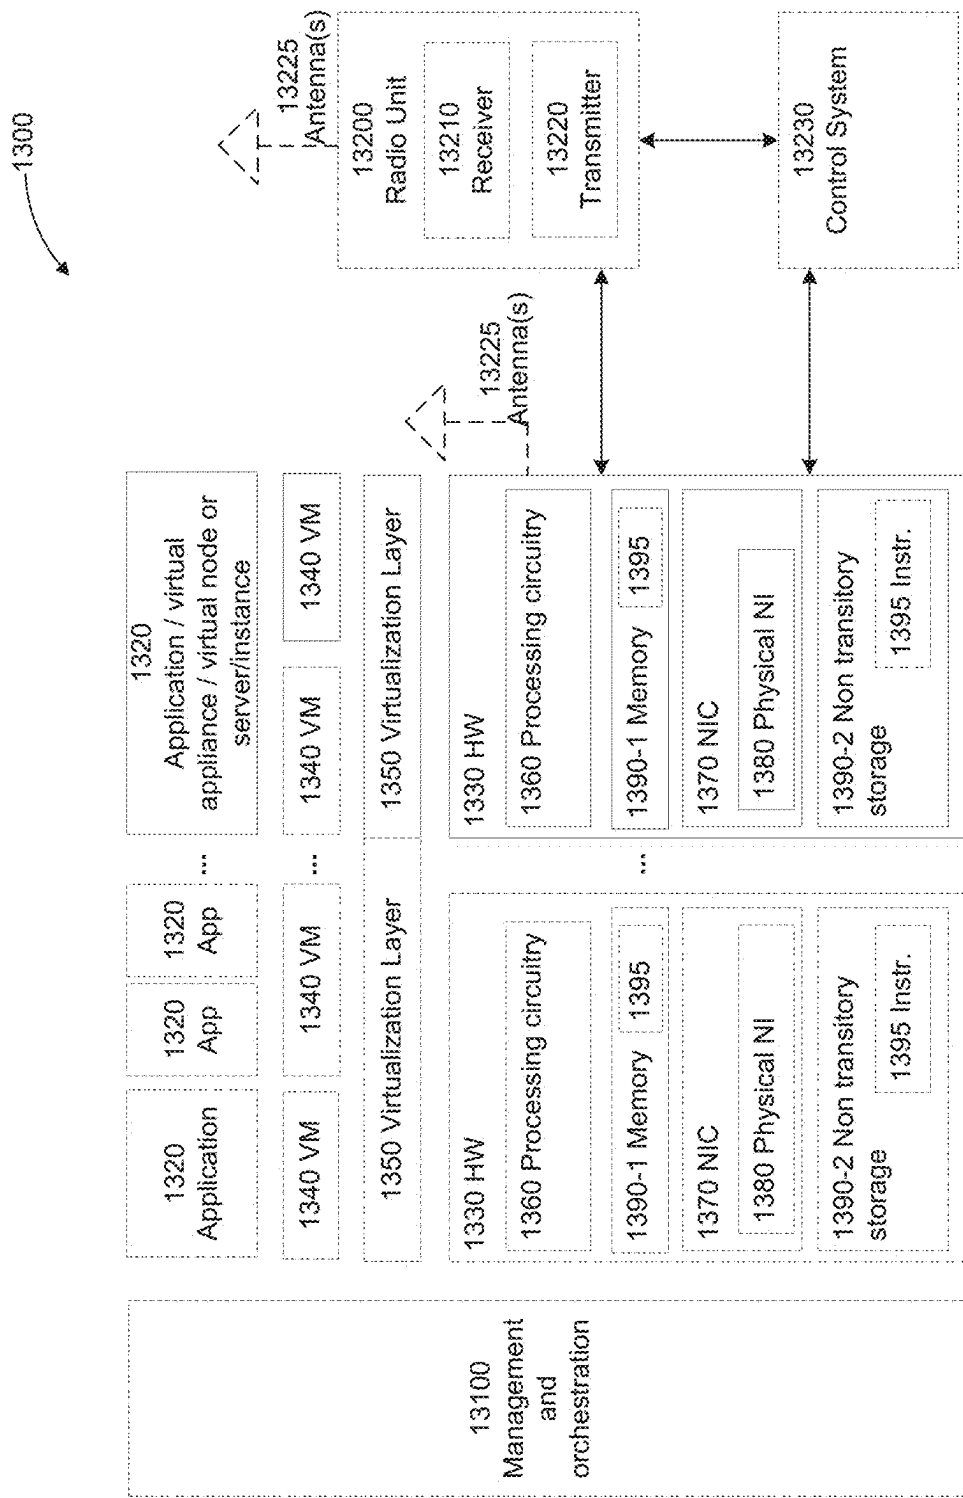 1300
13100
Management
and
orchestration
1320
Application
1320
App
1320
App
...
1320
Application / virtual
appliance / virtual node or
server/instance
1340 VM
1340 VM
...
1340 VM
1340 VM
1350 Virtualization Layer
1350 Virtualization Layer
1330 HW
1360 Processing circuitry
1390-1 Memory
1395
1370 NIC
1380 Physical NI
1390-2 Non transitory
storage
1395 Instr.
...
1330 HW
1360 Processing circuitry
1390-1 Memory
1395
1370 NIC
1380 Physical NI
1390-2 Non transitory
storage
1395 Instr.
13225
Antenna(s)
13225
Antenna(s)
13200
Radio Unit
13210
Receiver
13220
Transmitter
13230
Control System